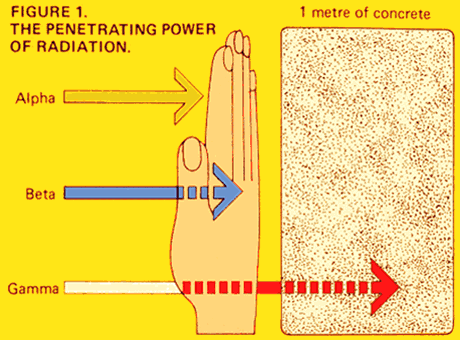 FIGURE 1.
THE PENETRATING POWER
OF RADIATION.
1 metre of concrete
Alpha
Beta
Gamma